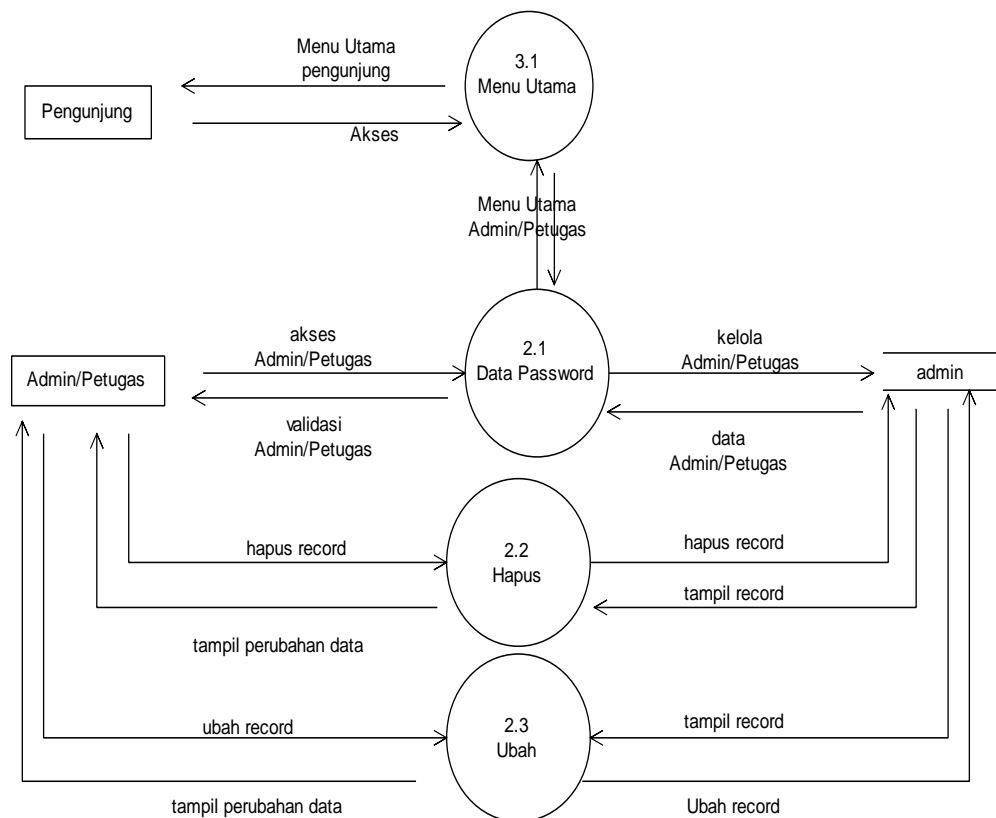 Menu Utama
pengunjung
3.1
Menu Utama
Pengunjung
Akses
Menu Utama
Admin/Petugas
akses
Admin/Petugas
2.1
Data Password
kelola
Admin/Petugas
Admin/Petugas
admin
validasi
Admin/Petugas
data
Admin/Petugas
hapus record
2.2
Hapus
hapus record
tampil record
tampil perubahan data
ubah record
2.3
Ubah
tampil record
tampil perubahan data
Ubah record